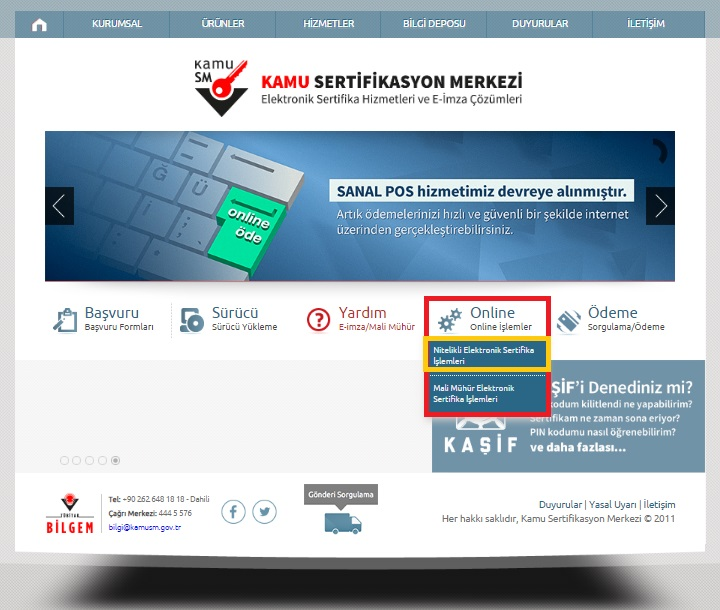 KURUMSAL
ÜRÜNLER
HİZMETLER
BİLGİ DEPOSU
DUYURULAR
İLETİŞİM
kamu
SM
KAMU SERTİFİKASYON MERKEZİ
Elektronik Sertifika Hizmetleri ve E-İmza Çözümleri
Ğ Ü
online
öde
SANAL POS hizmetimiz devreye alınmıştır.
Artık ödemelerinizi hızlı ve güvenli bir şekilde internet
üzerinden gerçekleştirebilirsiniz.
Başvuru
Başvuru Formları
Sürücü
Sürücü Yükleme
Yardım
E-imza/Mali Mühür
Online
Online İşlemler
Ödeme
Sorgulama/Ödeme
Nitelikli Elektronik Sertifika
İşlemleri
Mali Mühür Elektronik
Sertifika İşlemleri
ŞİF'i Denediniz mi?
kodum kilitlendi ne yapabilirim?
Sertifikam ne zaman sona eriyor?
PIN kodumu nasıl öğrenebilirim?
ve daha fazlası...
KAŞİF
TÜBİTAK
BİLGEM
Tel: +90 262 648 18 18 - Dahili
Çağrı Merkezi: 444 5 576
bilgi@kamusm.gov.tr
Gönderi Sorgulama
Duyurular | Yasal Uyarı | İletişim
Her hakkı saklıdır, Kamu Sertifikasyon Merkezi © 2011